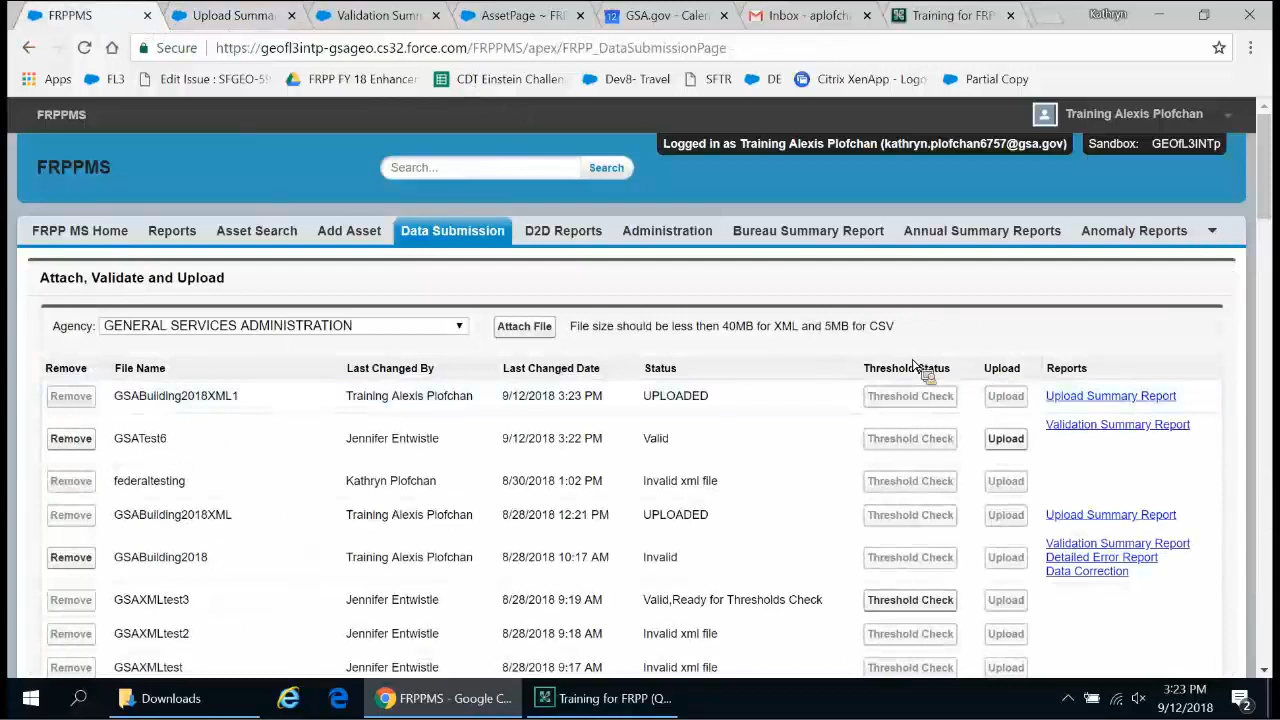 FRPPMS
Upload Summa
Validation Summ
AssetPage ~ FR
GSA.gov - Caler
Inbox - aplofch
Training for FRP
Kathryn
Secure https://geofl3intp-gsageo.cs32.force.com/FRPPMS/apex/FRPP_DataSubmissionPage
Apps FL3 Edit Issue : SFGEO-59 FRPP FY 18 Enhancer CDT Einstein Challen Dev8- Travel SFTR DE Citrix XenApp - Logo Partial Copy
FRPPMS Training Alexis Plofchan
Logged in as Training Alexis Plofchan (kathryn.plofchan6757@gsa.gov) Sandbox: GEOfL3INTp
FRPPMS Search... Search
FRPP MS Home Reports Asset Search Add Asset Data Submission D2D Reports Administration Bureau Summary Report Annual Summary Reports Anomaly Reports
Attach, Validate and Upload
Agency: GENERAL SERVICES ADMINISTRATION Attach File File size should be less then 40MB for XML and 5MB for CSV
Remove File Name Last Changed By Last Changed Date Status Threshold Status Upload Reports
Remove GSABuilding2018XML1 Training Alexis Plofchan 9/12/2018 3:23 PM UPLOADED Threshold Check Upload Upload Summary Report
Validation Summary Report
Remove GSATest6 Jennifer Entwistle 9/12/2018 3:22 PM Valid Threshold Check Upload
Remove federaltesting Kathryn Plofchan 8/30/2018 1:02 PM Invalid xml file Threshold Check Upload
Remove GSABuilding2018XML Training Alexis Plofchan 8/28/2018 12:21 PM UPLOADED Threshold Check Upload Upload Summary Report
Validation Summary Report
Remove GSABuilding2018 Training Alexis Plofchan 8/28/2018 10:17 AM Invalid Threshold Check Upload Detailed Error Report
Data Correction
Remove GSAXMLtest3 Jennifer Entwistle 8/28/2018 9:19 AM Valid,Ready for Thresholds Check Threshold Check Upload
Remove GSAXMLtest2 Jennifer Entwistle 8/28/2018 9:18 AM Invalid xml file Threshold Check Upload
Remove GSAXMLtest Jennifer Entwistle 8/28/2018 9:17 AM Invalid xml file Threshold Check Upload
Downloads FRPPMS - Google C... Training for FRPP (Q...
3:23 PM
9/12/2018
2